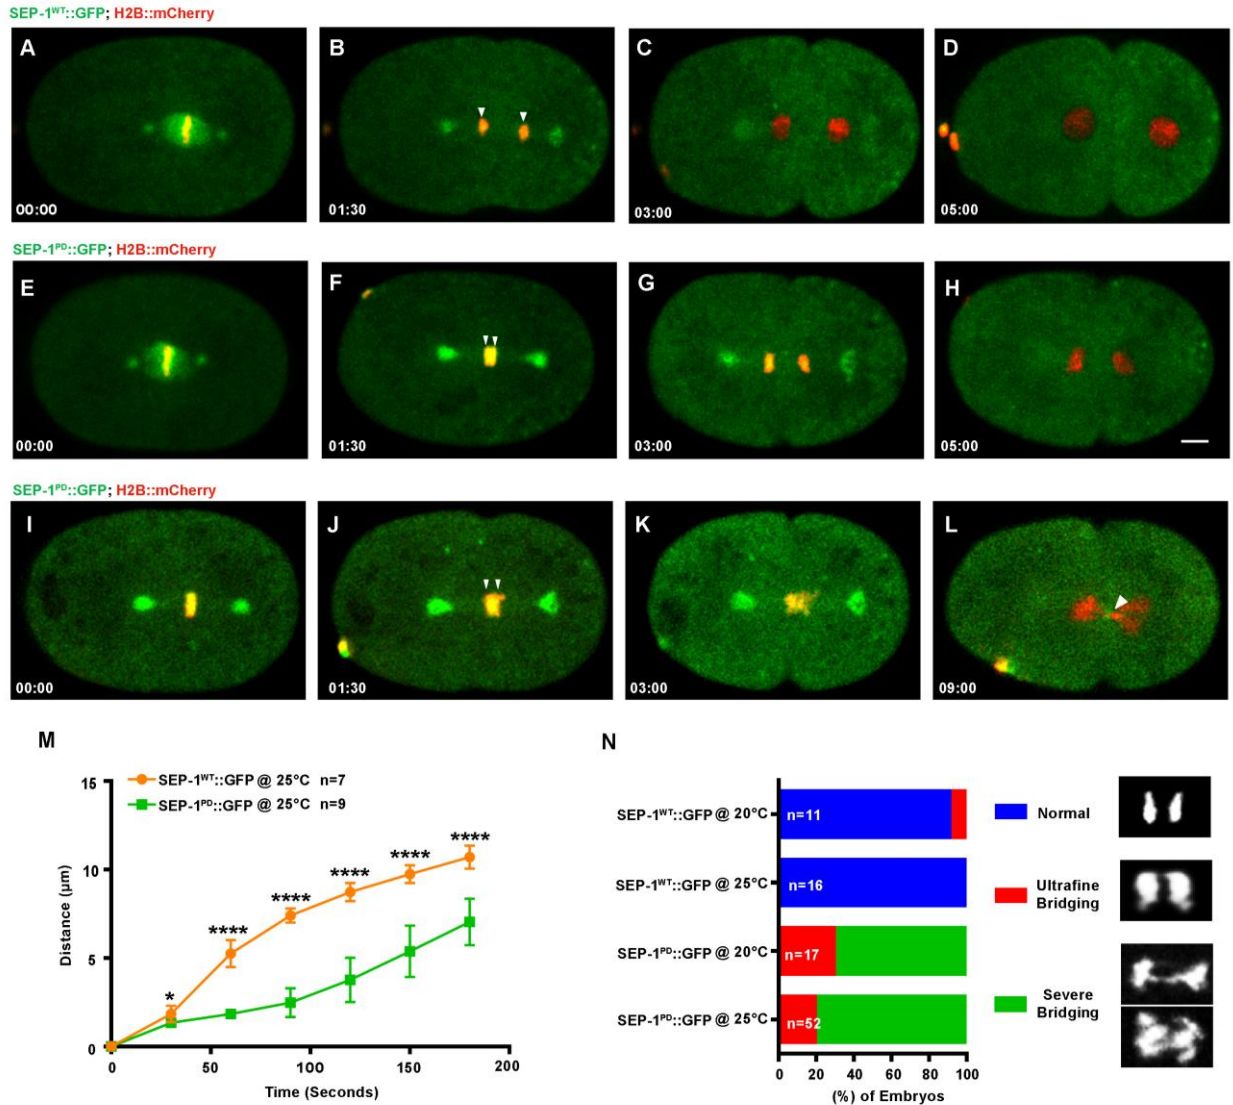 SEP-1ᵂᵀ::GFP; H2B::mCherry
A B C D
00:00 01:30 03:00 05:00
SEP-1ᴾᴰ::GFP; H2B::mCherry
E F G H
00:00 01:30 03:00 05:00
SEP-1ᴾᴰ::GFP; H2B::mCherry
I J K L
00:00 01:30 03:00 09:00
M
SEP-1ᵂᵀ::GFP @ 25°C n=7
SEP-1ᴾᴰ::GFP @ 25°C n=9
15
10
5
0
Distance (µm)
*
****
****
****
****
****
0 50 100 150 200
Time (Seconds)
N
SEP-1ᵂᵀ::GFP @ 20°C
n=11
SEP-1ᵂᵀ::GFP @ 25°C
n=16
SEP-1ᴾᴰ::GFP @ 20°C
n=17
SEP-1ᴾᴰ::GFP @ 25°C
n=52
0 20 40 60 80 100
(%) of Embryos
Normal
Ultrafine
Bridging
Severe
Bridging